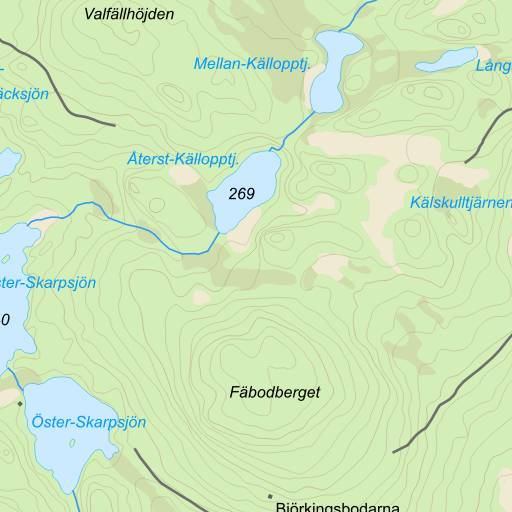 Valfällhöjden
Mellan-Källopptj.
Lång
äcksjön
Återst-Källopptj.
269
Kälskulltjärnen
ter-Skarpsjön
0
Fäbodberget
Öster-Skarpsjön
Björkingsbodarna